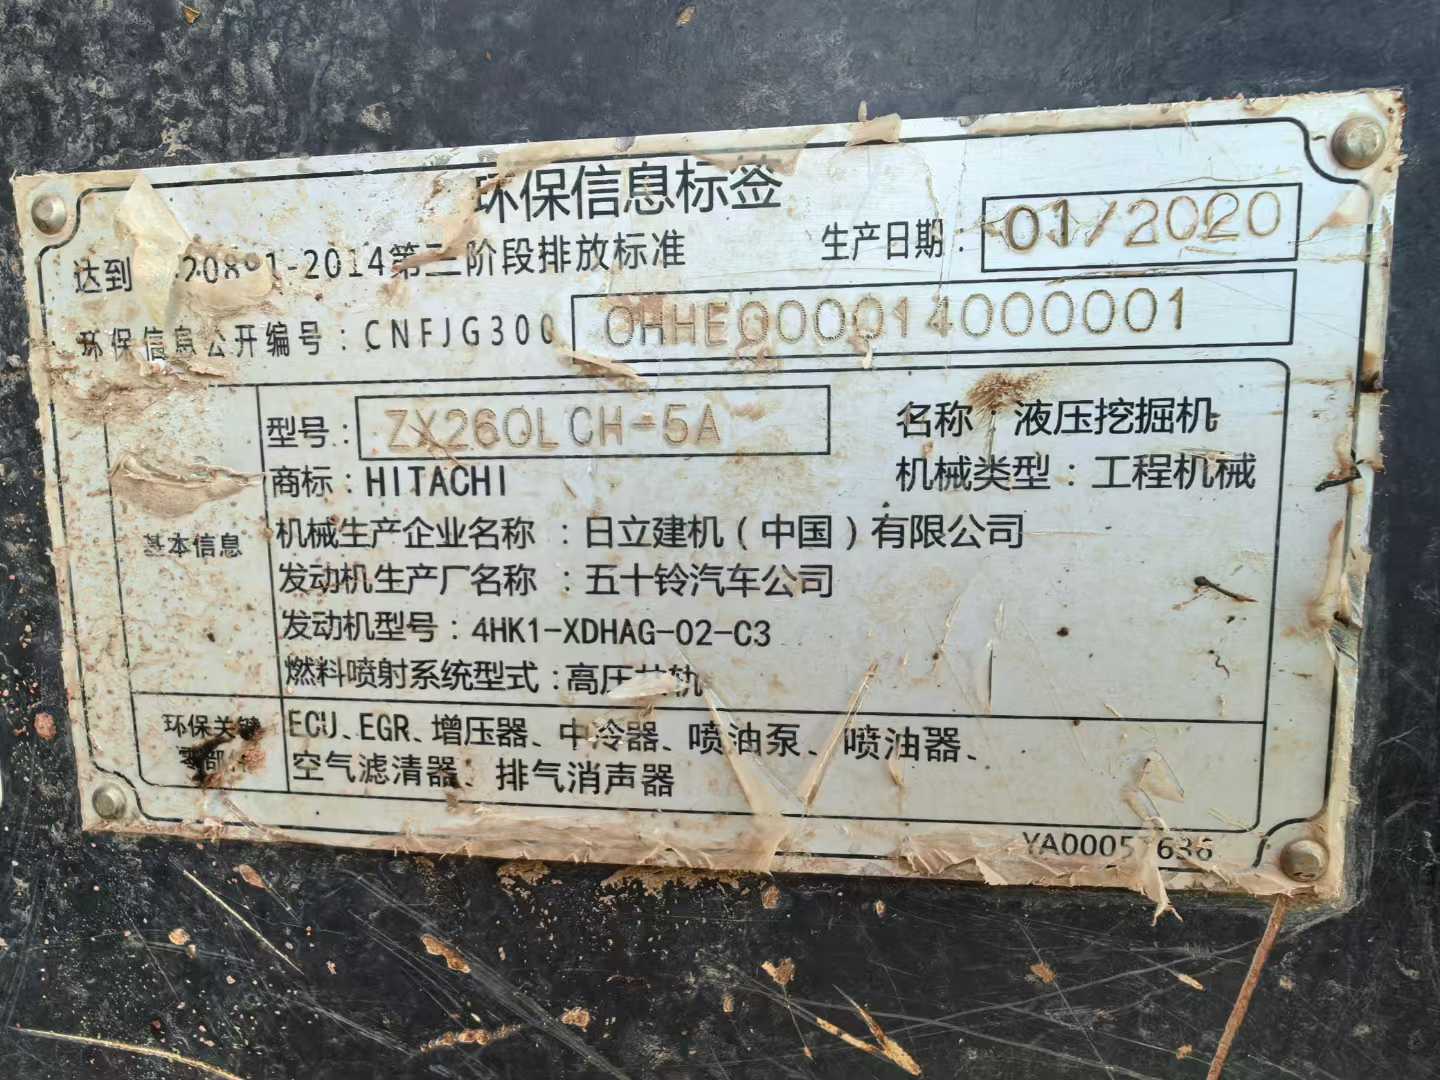 环保信息标签
达到 20891-2014第三阶段排放标准
生产日期：01/2020
环保信息公开编号：CNFJG300 0HHE000014000001
型号：ZX260LCH-5A
名称：液压挖掘机
商标：HITACHI
机械类型：工程机械
基本信息
机械生产企业名称：日立建机（中国）有限公司
发动机生产厂名称：五十铃汽车公司
发动机型号：4HK1-XDHAG-02-C3
燃料喷射系统型式：高压共轨
环保关键
零部件
ECU、EGR、增压器、中冷器、喷油泵、喷油器、
空气滤清器、排气消声器